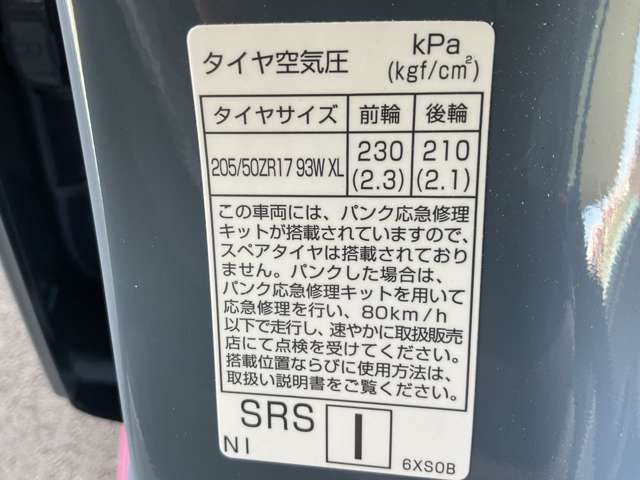 タイヤ空気圧 kPa
(kgf/cm²)
タイヤサイズ 前輪 後輪
205/50ZR17 93W XL 230 210
(2.3) (2.1)
この車両には、パンク応急修理
キットが搭載されていますので、
スペアタイヤは搭載されており
ません。パンクした場合は、
パンク応急修理キットを用いて
応急修理を行い、80km/h
以下で走行し、速やかに取扱販売
店にて点検を受けてください。
搭載位置ならびに使用方法は、
取扱い説明書をご覧ください。
SRS I
NI 6XS0B